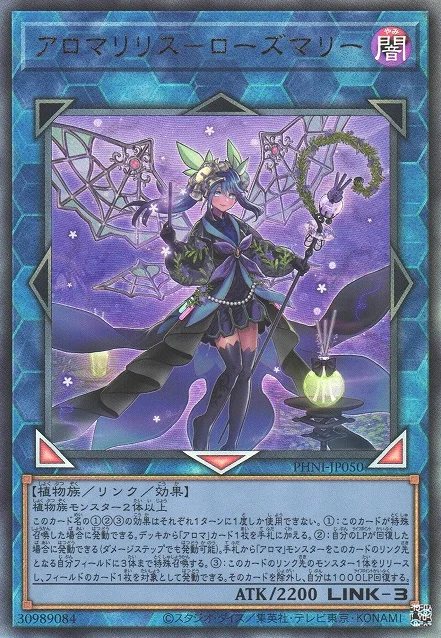 アロマリリス－ローズマリー
やみ
闇
PHNI-JP050
【植物族／リンク／効果】
植物族モンスター2体以上
このカード名の①②③の効果はそれぞれ1ターンに1度しか使用できない。①：このカードが特殊
召喚した場合に発動できる。デッキから「アロマ」カード1枚を手札に加える。②：自分のLPが回復した
場合に発動できる(ダメージステップでも発動可能)。手札から「アロマ」モンスターをこのカードのリンク先
となる自分フィールドに3体まで特殊召喚する。③：このカードのリンク先のモンスター1体をリリース
し、フィールドのカード1枚を対象として発動できる。そのカードを除外し、自分は1000LP回復する。
ATK/2200 LINK-3
30989084
©スタジオ・ダイス／集英社・テレビ東京・KONAMI